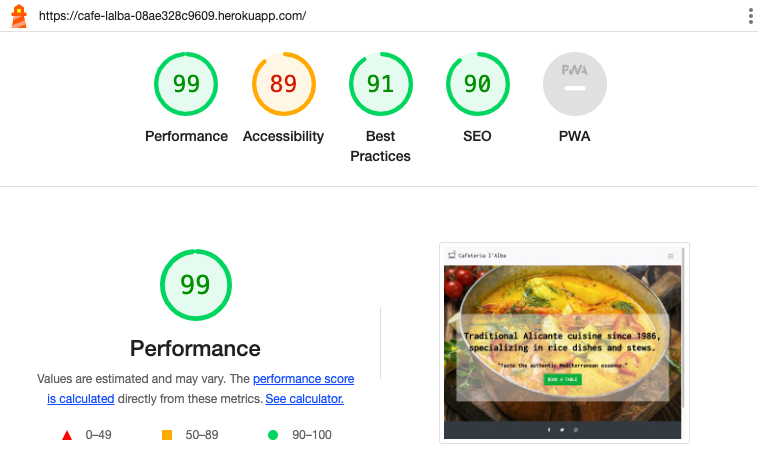 https://cafe-lalba-08ae328c9609.herokuapp.com/
99
89
91
90
PWA
Performance
Accessibility
Best
Practices
SEO
PWA
99
Performance
Values are estimated and may vary. The performance score
is calculated directly from these metrics. See calculator.
0–49
50–89
90–100
Cafeteria l'Alba
Traditional Alicante cuisine since 1986,
specializing in rice dishes and stews.
"Taste the authentic Mediterranean essence."
BOOK A TABLE